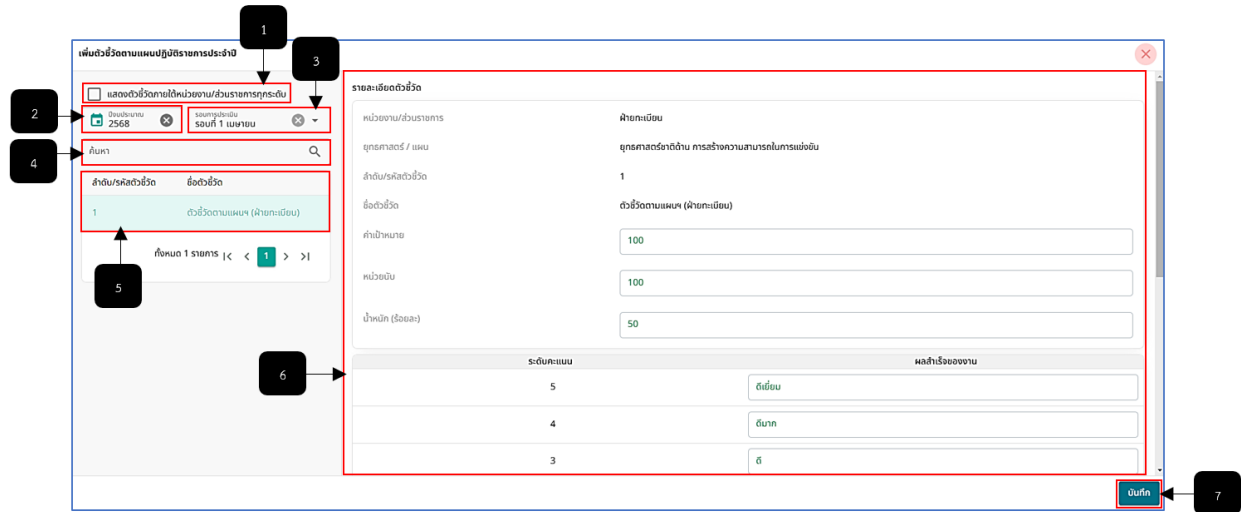 1
เพิ่มตัวชี้วัดตามแผนปฏิบัติราชการประจำปี
3
แสดงตัวชี้วัดภายใต้หน่วยงาน/ส่วนราชการทุกระดับ
2
ปีงบประมาณ
2568
รอบการประเมิน
รอบที่ 1 เมษายน
4
ค้นหา
ลำดับ/รหัสตัวชี้วัด ชื่อตัวชี้วัด
1 ตัวชี้วัดตามแผนฯ (ฝ่ายทะเบียน)
ทั้งหมด 1 รายการ |< < 1 > >|
5
รายละเอียดตัวชี้วัด
หน่วยงาน/ส่วนราชการ ฝ่ายทะเบียน
ยุทธศาสตร์ / แผน ยุทธศาสตร์ชาติด้าน การสร้างความสามารถในการแข่งขัน
ลำดับ/รหัสตัวชี้วัด 1
ชื่อตัวชี้วัด ตัวชี้วัดตามแผนฯ (ฝ่ายทะเบียน)
ค่าเป้าหมาย 100
หน่วยนับ 100
น้ำหนัก (ร้อยละ) 50
6
ระดับคะแนน ผลสำเร็จของงาน
5 ดีเยี่ยม
4 ดีมาก
3 ดี
บันทึก
7